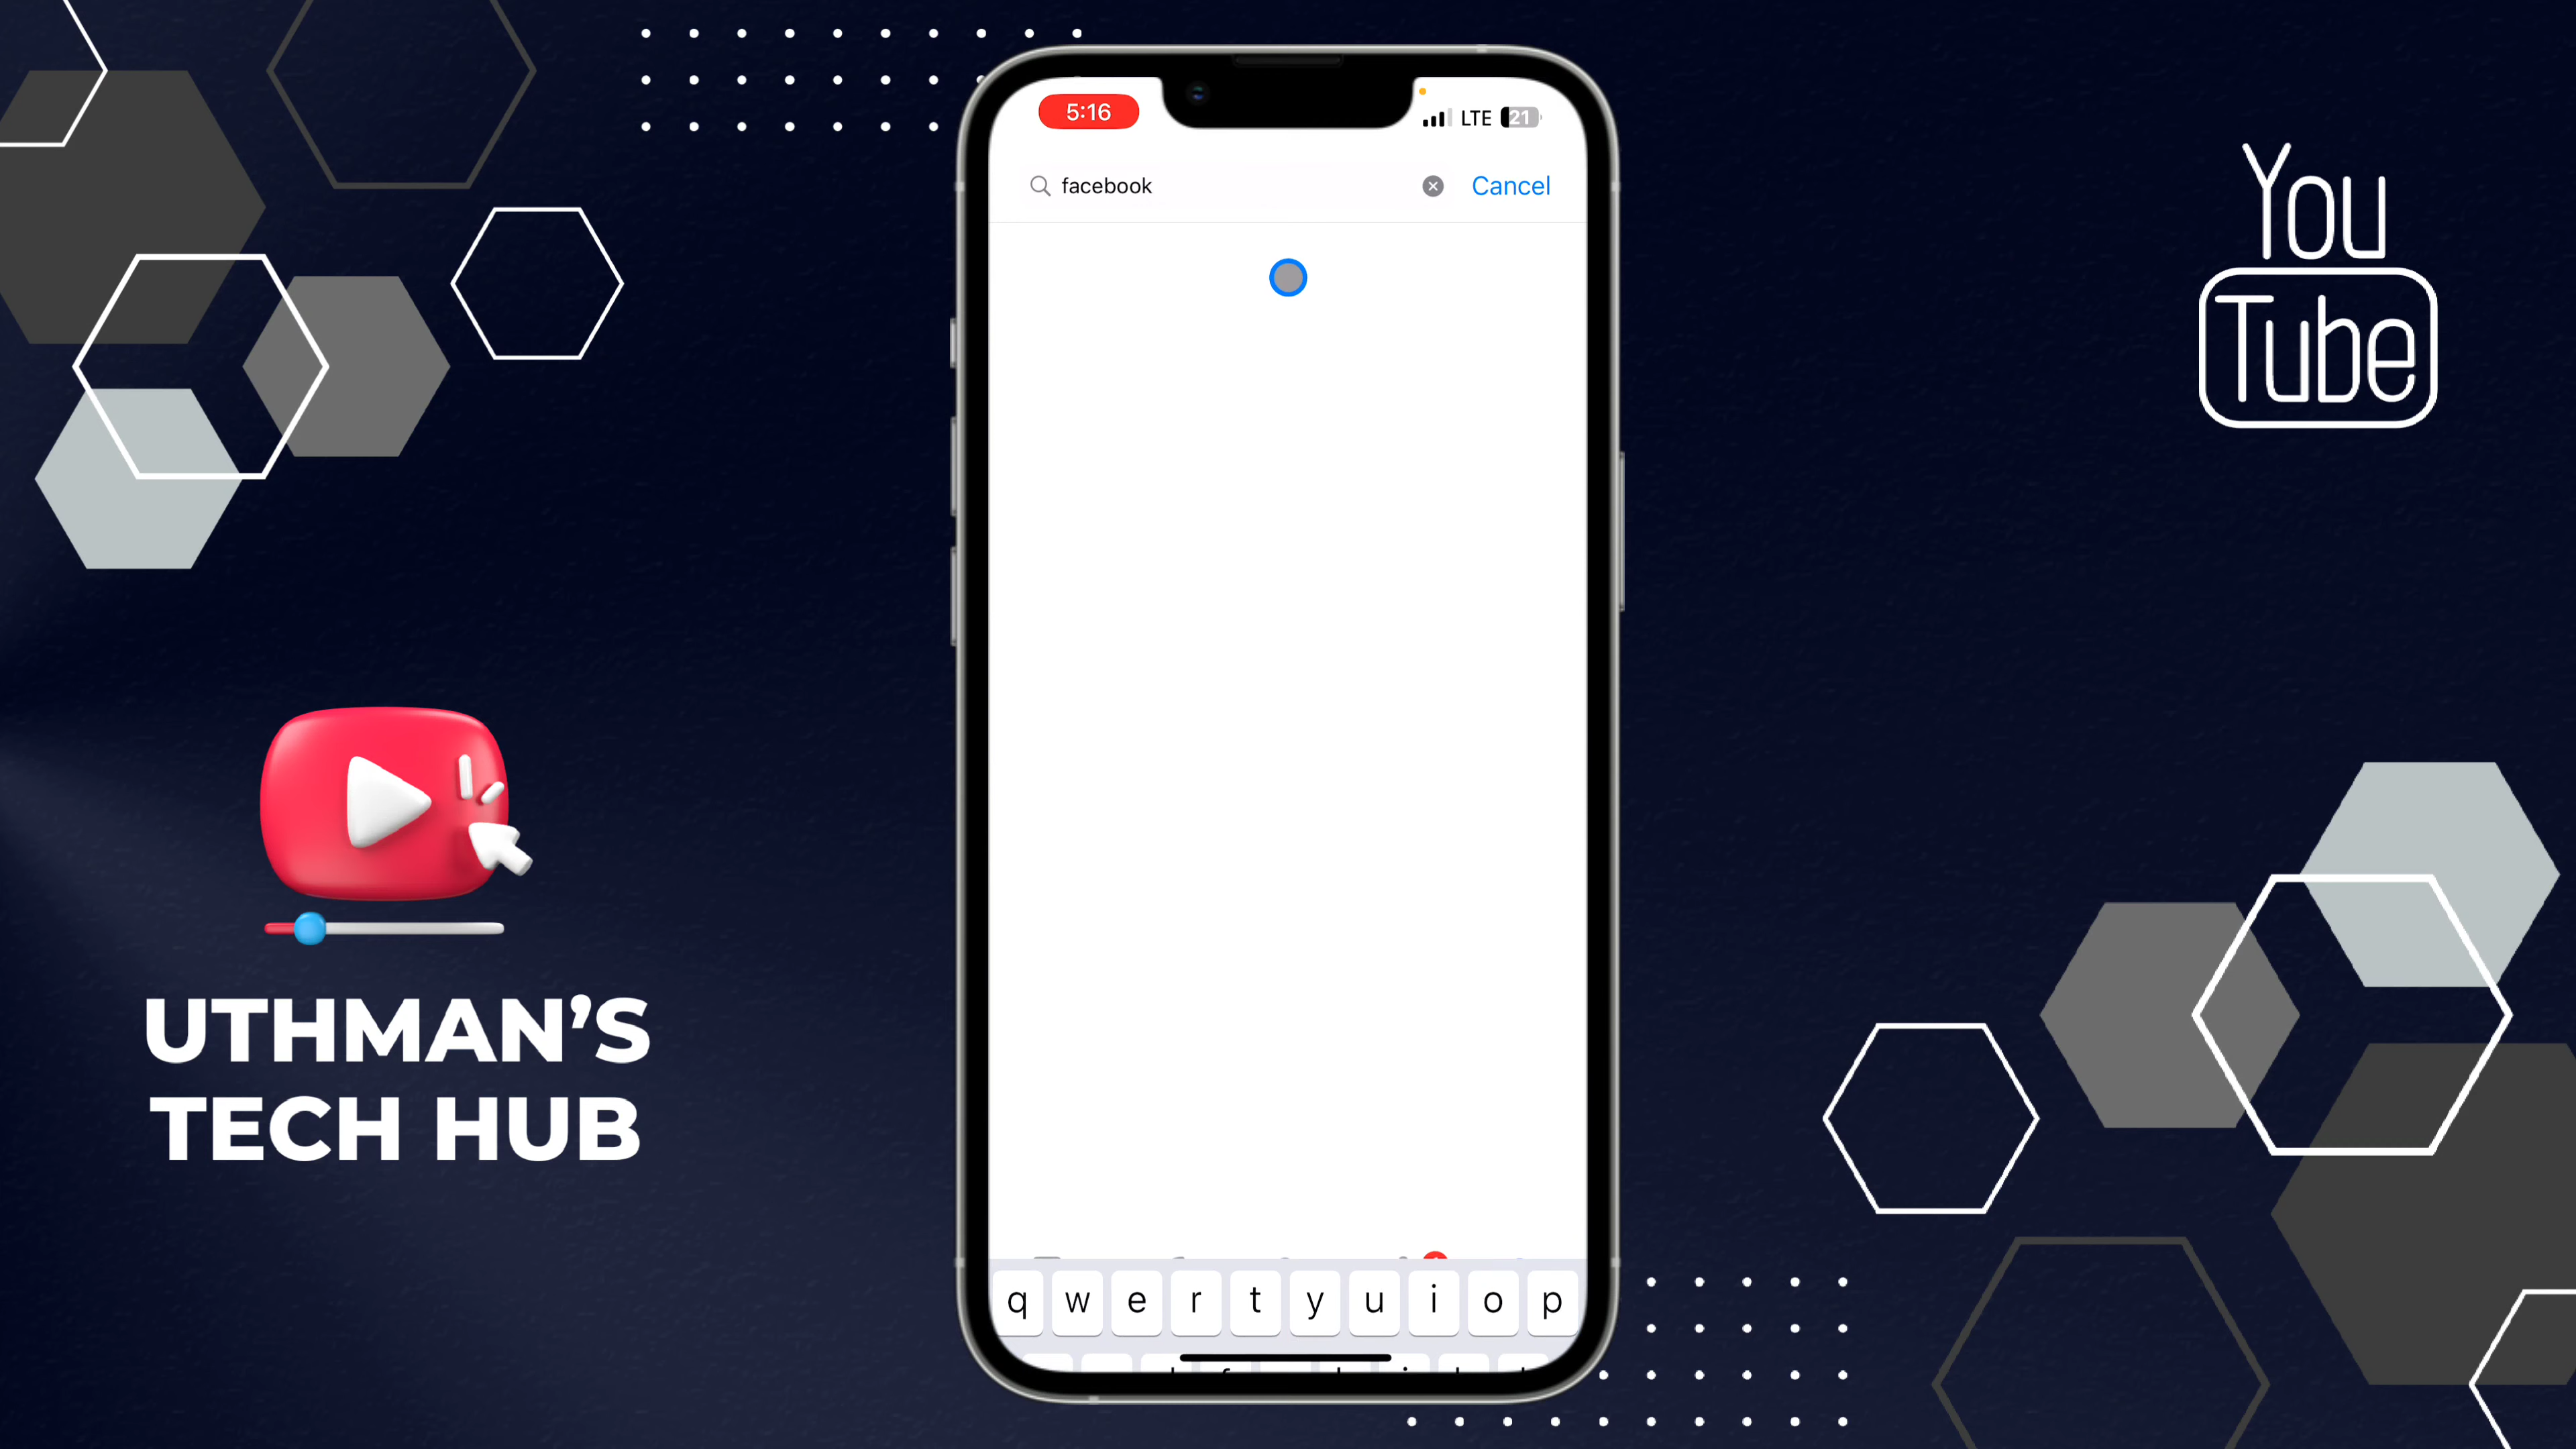 5:16
LTE 21
facebook
Cancel
You
Tube
UTHMAN’S
TECH HUB
q w e r t y u i o p